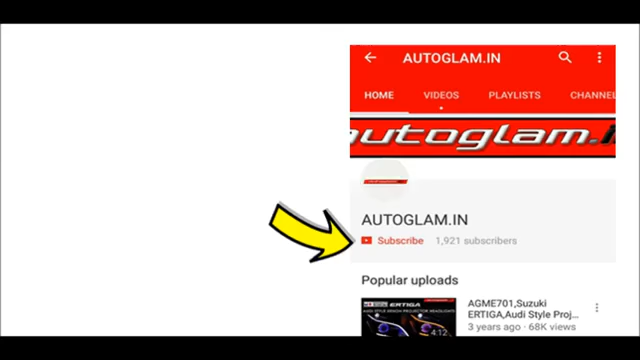 AUTOGLAM.IN
HOME VIDEOS PLAYLISTS CHANNEL
autoglam.i
AUTOGLAM.IN
Subscribe 1,921 subscribers
Popular uploads
AGME701,Suzuki
ERTIGA,Audi Style Proj...
3 years ago · 68K views
ERTIGA
4:12